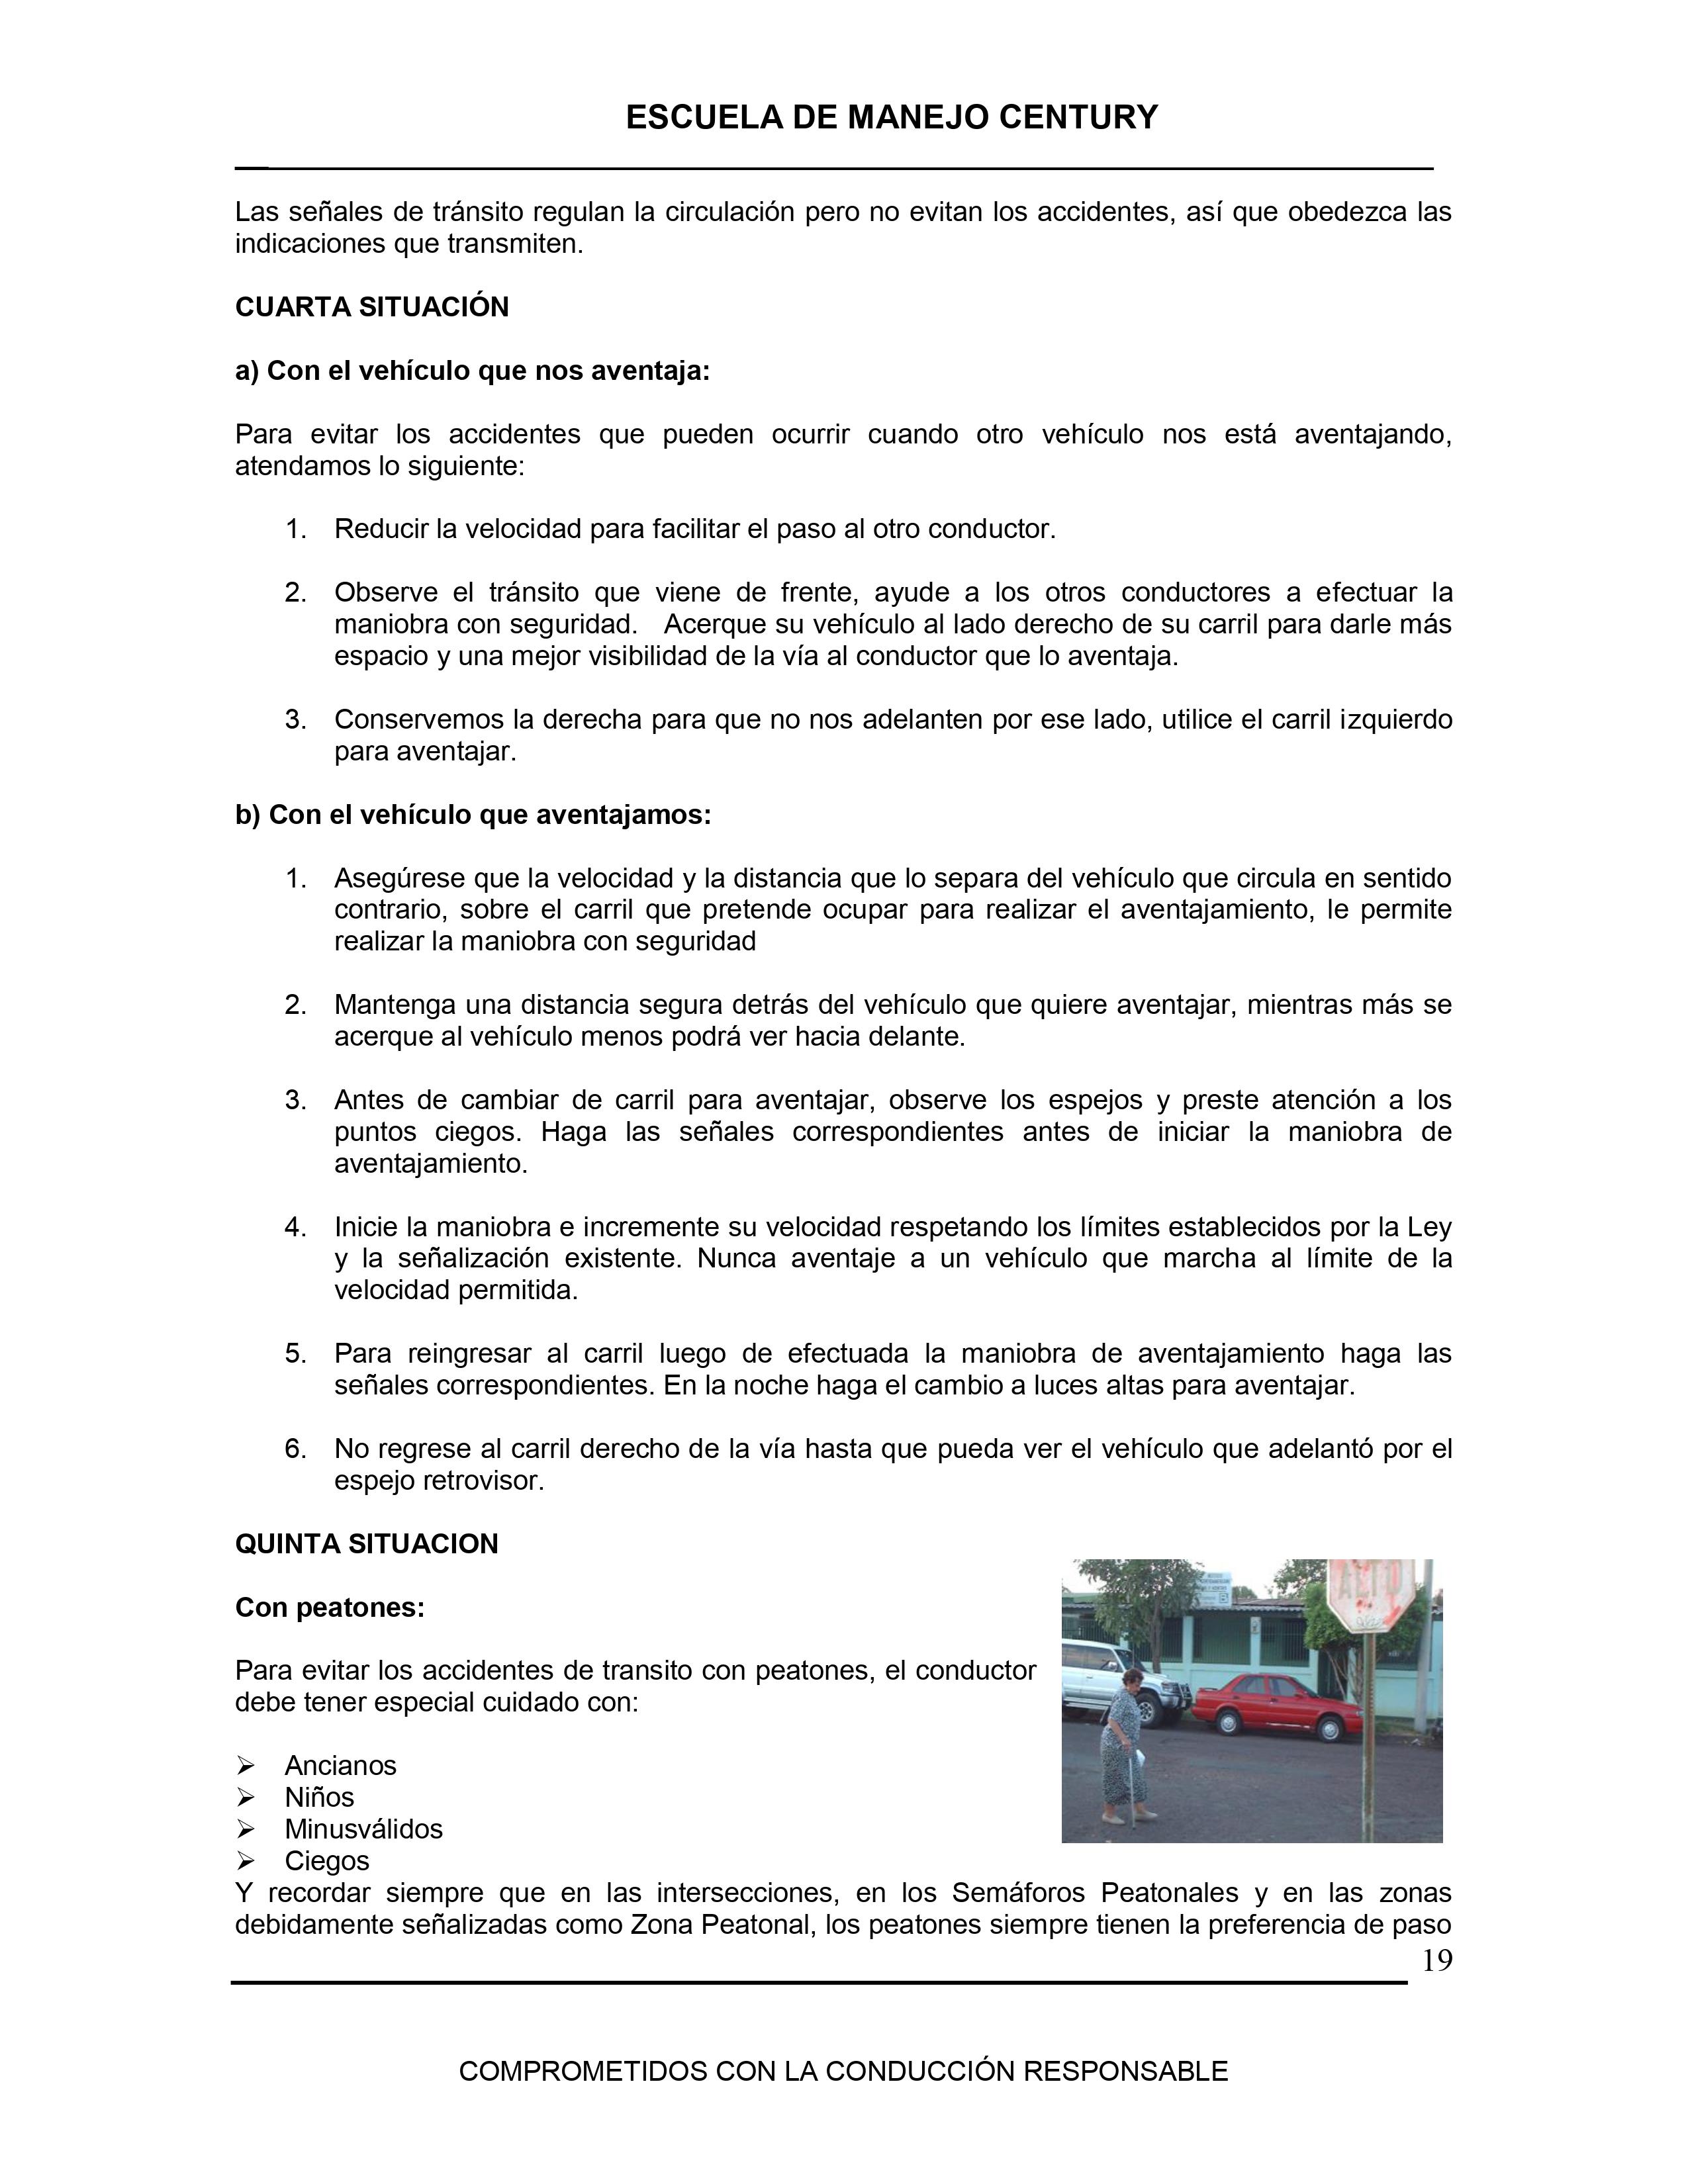 ESCUELA DE MANEJO CENTURY
Las señales de tránsito regulan la circulación pero no evitan los accidentes, así que obedezca las
indicaciones que transmiten.
CUARTA SITUACIÓN
a) Con el vehículo que nos aventaja:
Para evitar los accidentes que pueden ocurrir cuando otro vehículo nos está aventajando,
atendamos lo siguiente:
1. Reducir la velocidad para facilitar el paso al otro conductor.
2. Observe el tránsito que viene de frente, ayude a los otros conductores a efectuar la
maniobra con seguridad. Acerque su vehículo al lado derecho de su carril para darle más
espacio y una mejor visibilidad de la vía al conductor que lo aventaja.
3. Conservemos la derecha para que no nos adelanten por ese lado, utilice el carril izquierdo
para aventajar.
b) Con el vehículo que aventajamos:
1. Asegúrese que la velocidad y la distancia que lo separa del vehículo que circula en sentido
contrario, sobre el carril que pretende ocupar para realizar el aventajamiento, le permite
realizar la maniobra con seguridad
2. Mantenga una distancia segura detrás del vehículo que quiere aventajar, mientras más se
acerque al vehículo menos podrá ver hacia delante.
3. Antes de cambiar de carril para aventajar, observe los espejos y preste atención a los
puntos ciegos. Haga las señales correspondientes antes de iniciar la maniobra de
aventajamiento.
4. Inicie la maniobra e incremente su velocidad respetando los límites establecidos por la Ley
y la señalización existente. Nunca aventaje a un vehículo que marcha al límite de la
velocidad permitida.
5. Para reingresar al carril luego de efectuada la maniobra de aventajamiento haga las
señales correspondientes. En la noche haga el cambio a luces altas para aventajar.
6. No regrese al carril derecho de la vía hasta que pueda ver el vehículo que adelantó por el
espejo retrovisor.
QUINTA SITUACION
Con peatones:
Para evitar los accidentes de transito con peatones, el conductor
debe tener especial cuidado con:
➢ Ancianos
➢ Niños
➢ Minusválidos
➢ Ciegos
ALTO
Y recordar siempre que en las intersecciones, en los Semáforos Peatonales y en las zonas
debidamente señalizadas como Zona Peatonal, los peatones siempre tienen la preferencia de paso
19
COMPROMETIDOS CON LA CONDUCCIÓN RESPONSABLE